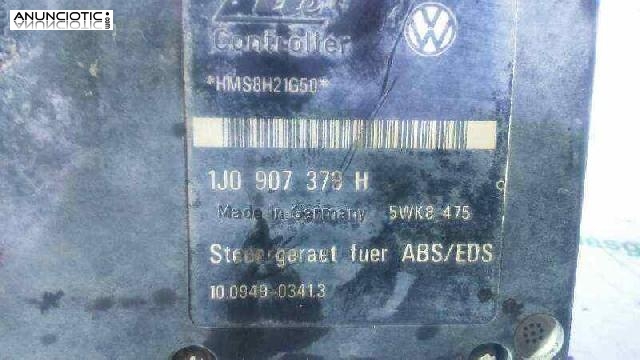 ANUNCIOTIC.com
Controller
*HMS8H21G50*
1J0 907 379 H
Made in Germany 5WK8 475
Steuergeraet fuer ABS/EDS
10.0949-0341.3